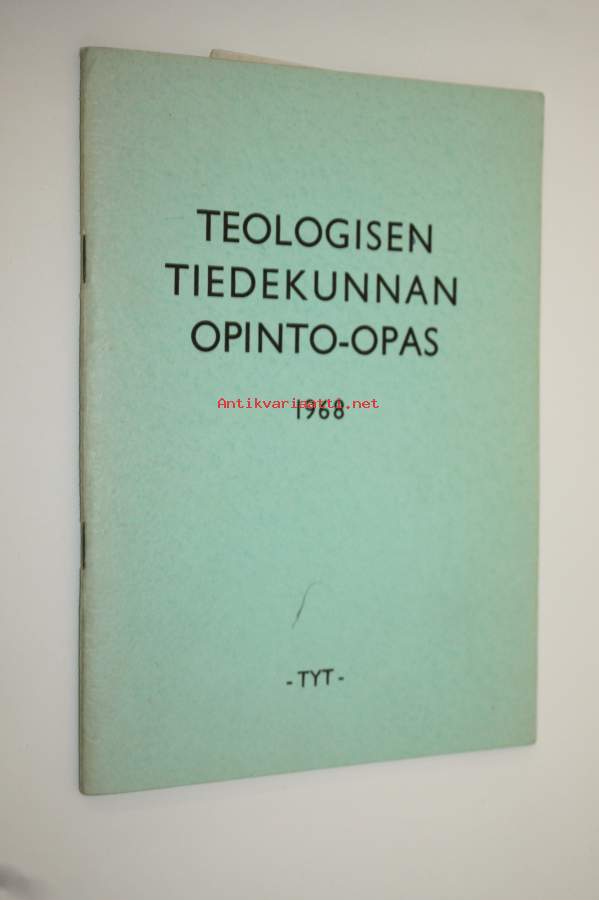 TEOLOGISEN
TIEDEKUNNAN
OPINTO-OPAS
Antikvariaatti.net
1968
- TYT -